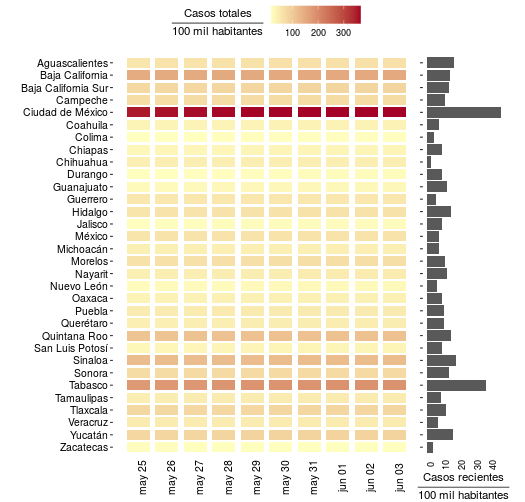 Casos totales
100 mil habitantes
100 200 300
Aguascalientes
Baja California
Baja California Sur
Campeche
Ciudad de México
Coahuila
Colima
Chiapas
Chihuahua
Durango
Guanajuato
Guerrero
Hidalgo
Jalisco
México
Michoacán
Morelos
Nayarit
Nuevo León
Oaxaca
Puebla
Querétaro
Quintana Roo
San Luis Potosí
Sinaloa
Sonora
Tabasco
Tamaulipas
Tlaxcala
Veracruz
Yucatán
Zacatecas
may 25
may 26
may 27
may 28
may 29
may 30
may 31
jun 01
jun 02
jun 03
0
10
20
30
40
Casos recientes
100 mil habitantes